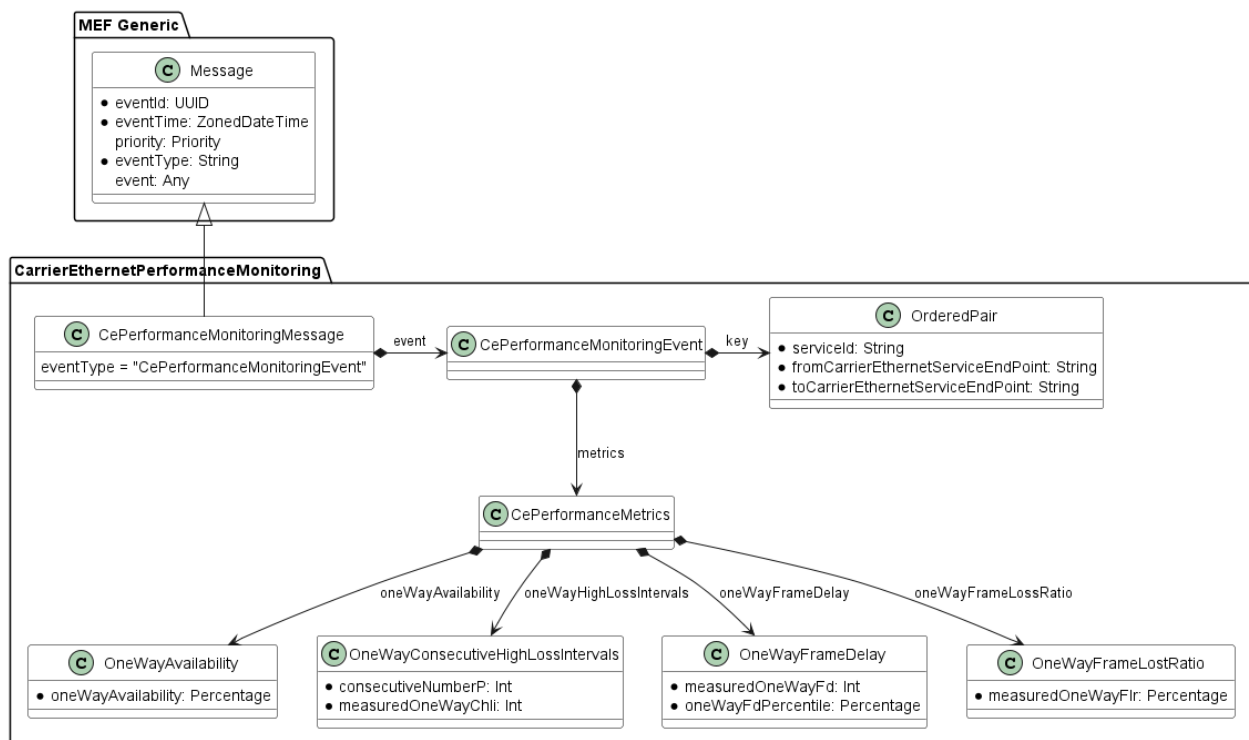 MEF Generic
C Message
eventId: UUID
eventTime: ZonedDateTime
priority: Priority
eventType: String
event: Any
CarrierEthernetPerformanceMonitoring
C CePerformanceMonitoringMessage
eventType = "CePerformanceMonitoringEvent"
event
C CePerformanceMonitoringEvent
key
C OrderedPair
serviceId: String
fromCarrierEthernetServiceEndPoint: String
toCarrierEthernetServiceEndPoint: String
metrics
C CePerformanceMetrics
oneWayAvailability
oneWayHighLossIntervals
oneWayFrameDelay
oneWayFrameLossRatio
C OneWayAvailability
oneWayAvailability: Percentage
C OneWayConsecutiveHighLossIntervals
consecutiveNumberP: Int
measuredOneWayChli: Int
C OneWayFrameDelay
measuredOneWayFd: Int
oneWayFdPercentile: Percentage
C OneWayFrameLostRatio
measuredOneWayFlr: Percentage